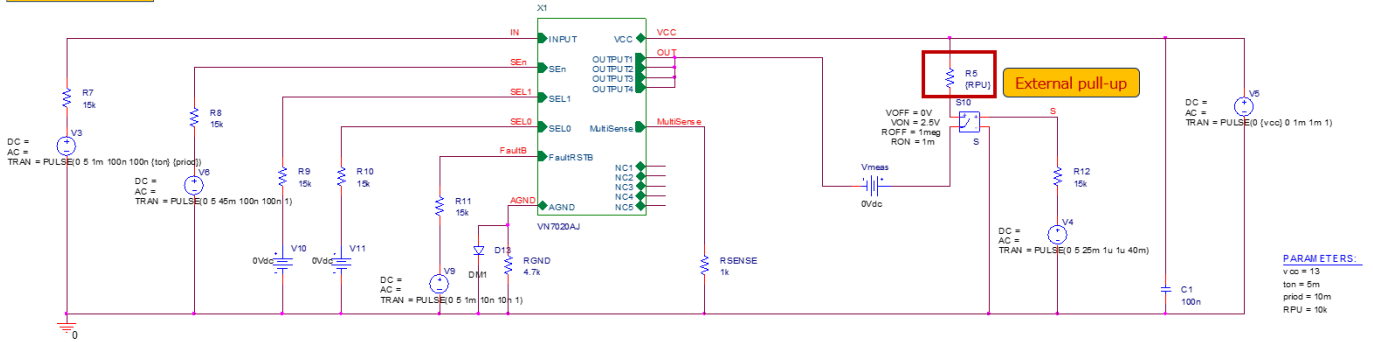 X1
IN
INPUT
VCC
VCC
OUT
OUTPUT1
OUTPUT2
OUTPUT3
OUTPUT4
SEn
SEn
R5
{RPU}
External pull-up
R7
15k
SEL1
SEL1
S10
VOFF = 0V
VON = 2.5V
ROFF = 1meg
RON = 1m
S
S
V5
DC =
AC =
TRAN = PULSE(0 {vcc} 0 1m 1m 1)
R8
15k
SEL0
SEL0
MultiSense
MultiSense
V3
DC =
AC =
TRAN = PULSE(0 5 1m 100n 100n {ton} {priod})
FaultB
FaultRSTB
NC1
NC2
NC3
NC4
NC5
Vmeas
0Vdc
R9
15k
R10
15k
R12
15k
V6
DC =
AC =
TRAN = PULSE(0 5 45m 100n 100n 1)
R11
15k
AGND
AGND
VN7020AJ
V4
DC =
AC =
TRAN = PULSE(0 5 25m 1u 1u 40m)
V10
0Vdc
V11
0Vdc
D13
DM1
RGND
4.7k
RSENSE
1k
V9
DC =
AC =
TRAN = PULSE(0 5 1m 10n 10n 1)
C1
100n
PARAMETERS:
vcc = 13
ton = 5m
priod = 10m
RPU = 10k
0